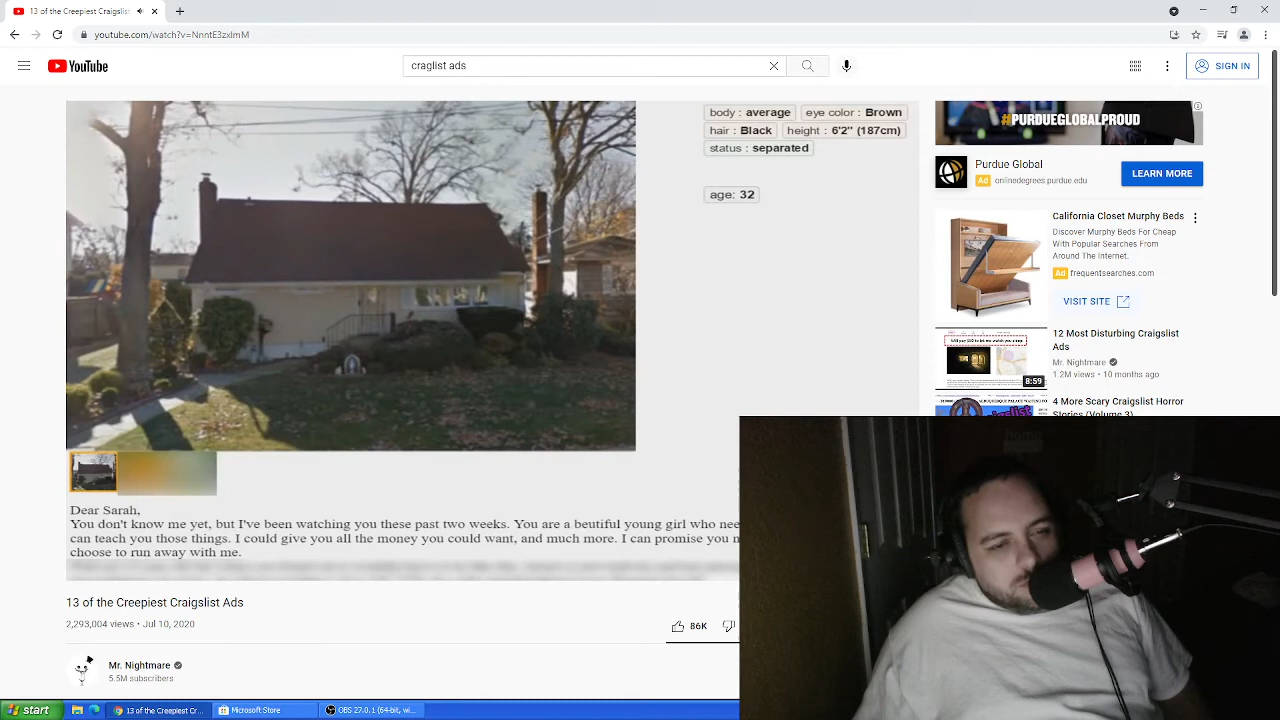 13 of the Creepiest Craigslist
youtube.com/watch?v=NnntE3zxImM
YouTube
craglist ads
SIGN IN
body : average
eye color : Brown
hair : Black
height : 6'2" (187cm)
status : separated
age: 32
Dear Sarah,
You don't know me yet, but I've been watching you these past two weeks. You are a beutiful young girl who nee
can teach you those things. I could give you all the money you could want, and much more. I can promise you n
choose to run away with me.
13 of the Creepiest Craigslist Ads
2,293,004 views • Jul 10, 2020
86K
Mr. Nightmare
5.5M subscribers
#PURDUEGLOBALPROUD
Purdue Global
Ad onlinedegrees.purdue.edu
LEARN MORE
California Closet Murphy Beds
Discover Murphy Beds For Cheap
With Popular Searches From
Around The Internet.
Ad frequentsearches.com
VISIT SITE
12 Most Disturbing Craigslist
Ads
Mr. Nightmare
1.2M views • 10 months ago
8:59
4 More Scary Craigslist Horror
Stories (Volume 3)
start
13 of the Creepiest Cr...
Microsoft Store
OBS 27.0.1 (64-bit, wi...